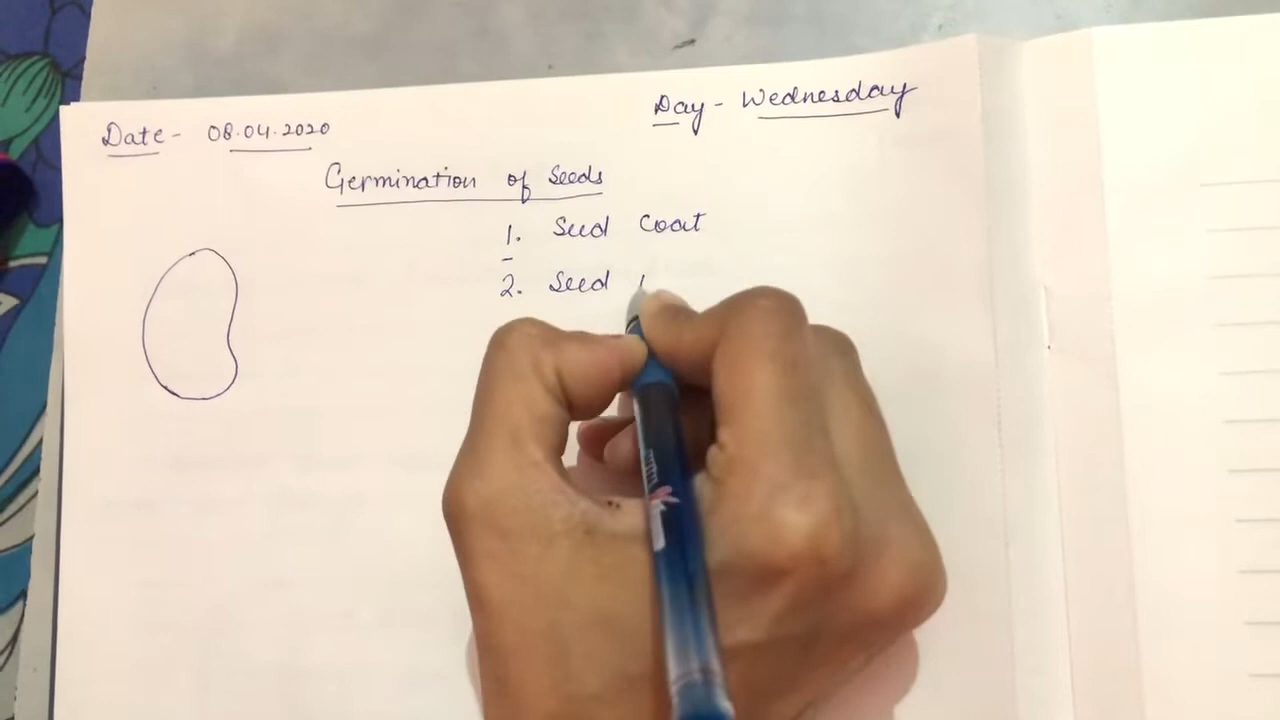 Date - 08.04.2020
Day - Wednesday
Germination of Seeds
1. Seed Coat
2. Seed